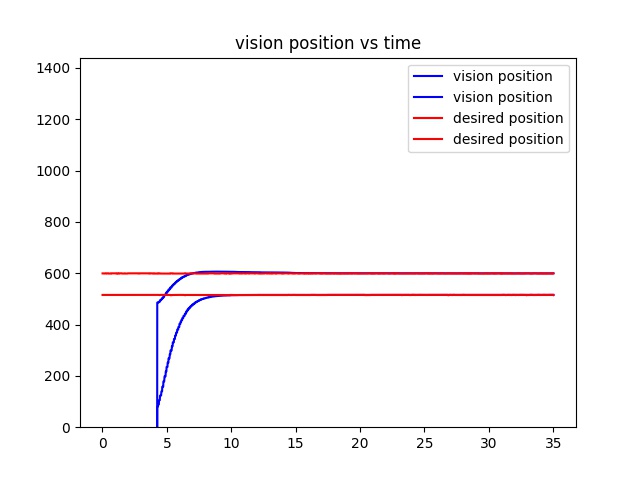 vision position vs time
vision position
vision position
desired position
desired position
1400
1200
1000
800
600
400
200
0
0 5 10 15 20 25 30 35